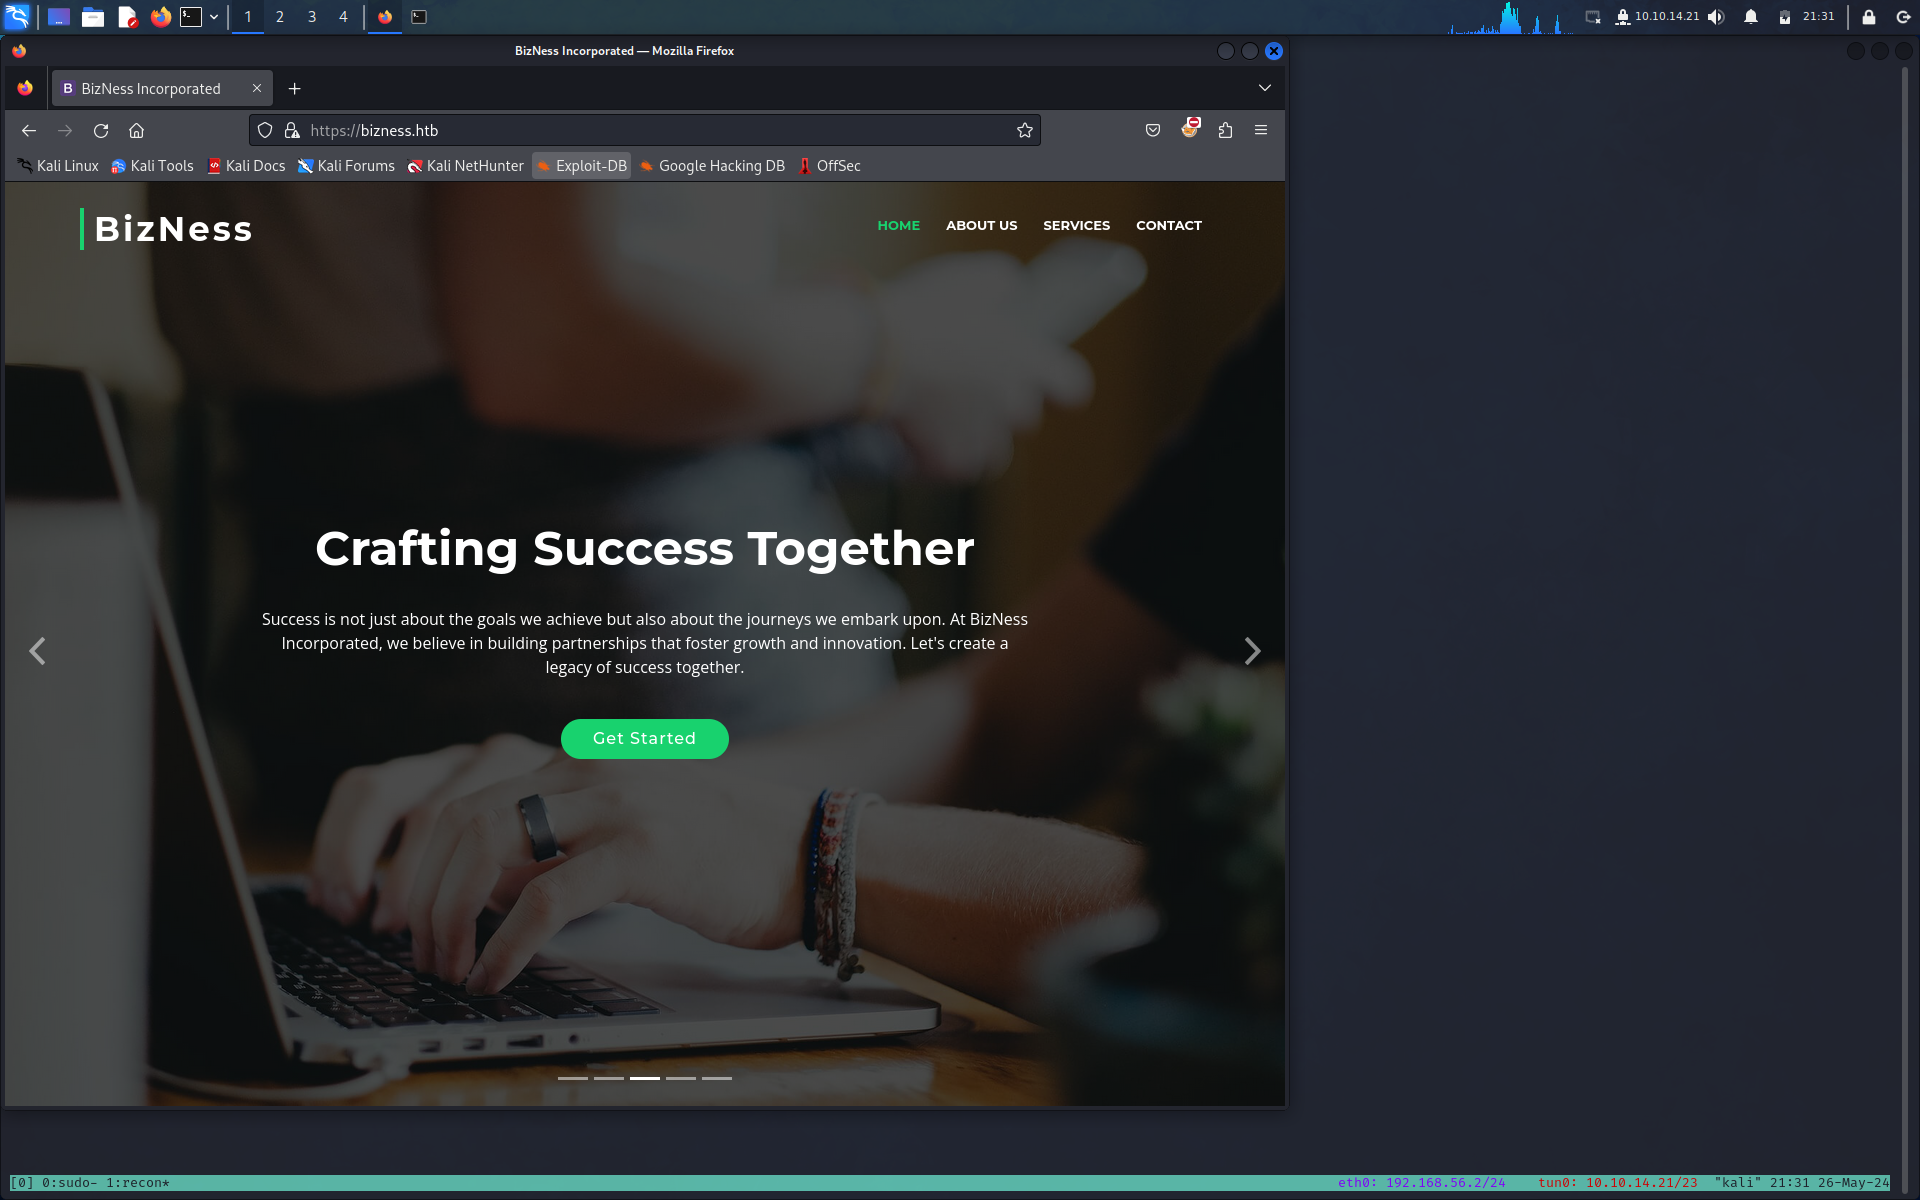 1 2 3 4
10.10.14.21
21:31
BizNess Incorporated — Mozilla Firefox
B BizNess Incorporated
https://bizness.htb
Kali Linux Kali Tools Kali Docs Kali Forums Kali NetHunter Exploit-DB Google Hacking DB OffSec
BizNess
HOME ABOUT US SERVICES CONTACT
Crafting Success Together
Success is not just about the goals we achieve but also about the journeys we embark upon. At BizNess
Incorporated, we believe in building partnerships that foster growth and innovation. Let's create a
legacy of success together.
Get Started
[0] 0:sudo- 1:recon* eth0: 192.168.56.2/24 tun0: 10.10.14.21/23 "kali" 21:31 26-May-24